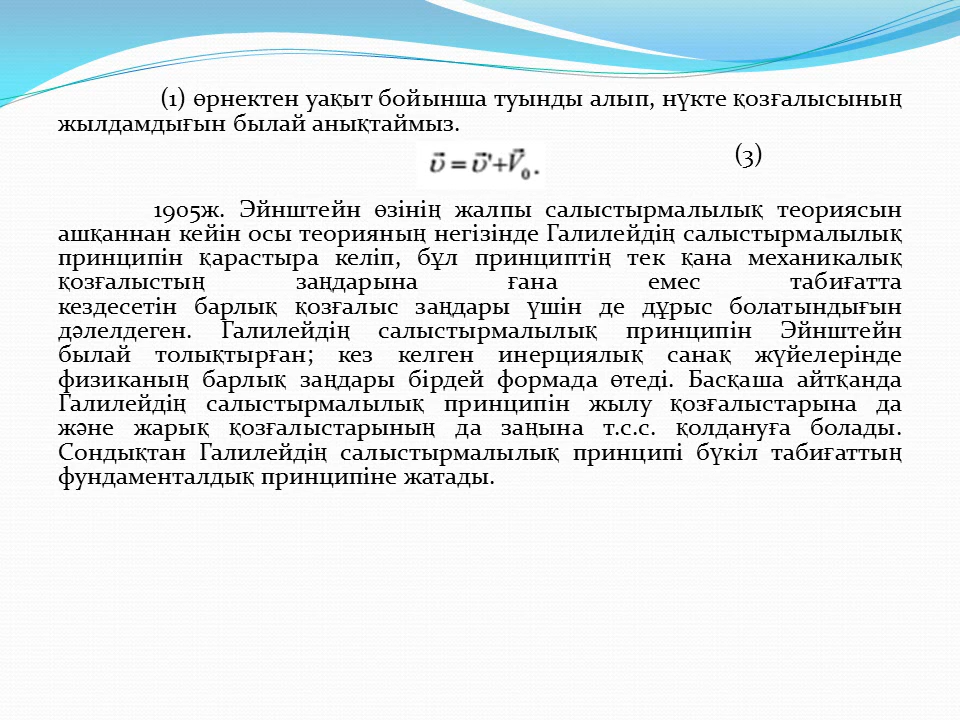 (1) өрнектен уақыт бойынша туынды алып, нүкте қозғалысының
жылдамдығын былай анықтаймыз.
(3)
υ⃗ = υ⃗'+V⃗₀.
1905ж. Эйнштейн өзінің жалпы салыстырмалылық теориясын
ашқаннан кейін осы теорияның негізінде Галилейдің салыстырмалылық
принципін қарастыра келіп, бұл принциптің тек қана механикалық
қозғалыстың заңдарына ғана емес табиғатта
кездесетін барлық қозғалыс заңдары үшін де дұрыс болатындығын
дәлелдеген. Галилейдің салыстырмалылық принципін Эйнштейн
былай толықтырған; кез келген инерциялық санақ жүйелерінде
физиканың барлық заңдары бірдей формада өтеді. Басқаша айтқанда
Галилейдің салыстырмалылық принципін жылу қозғалыстарына да
және жарық қозғалыстарының да заңына т.с.с. қолдануға болады.
Сондықтан Галилейдің салыстырмалылық принципі бүкіл табиғаттың
фундаменталдық принципіне жатады.